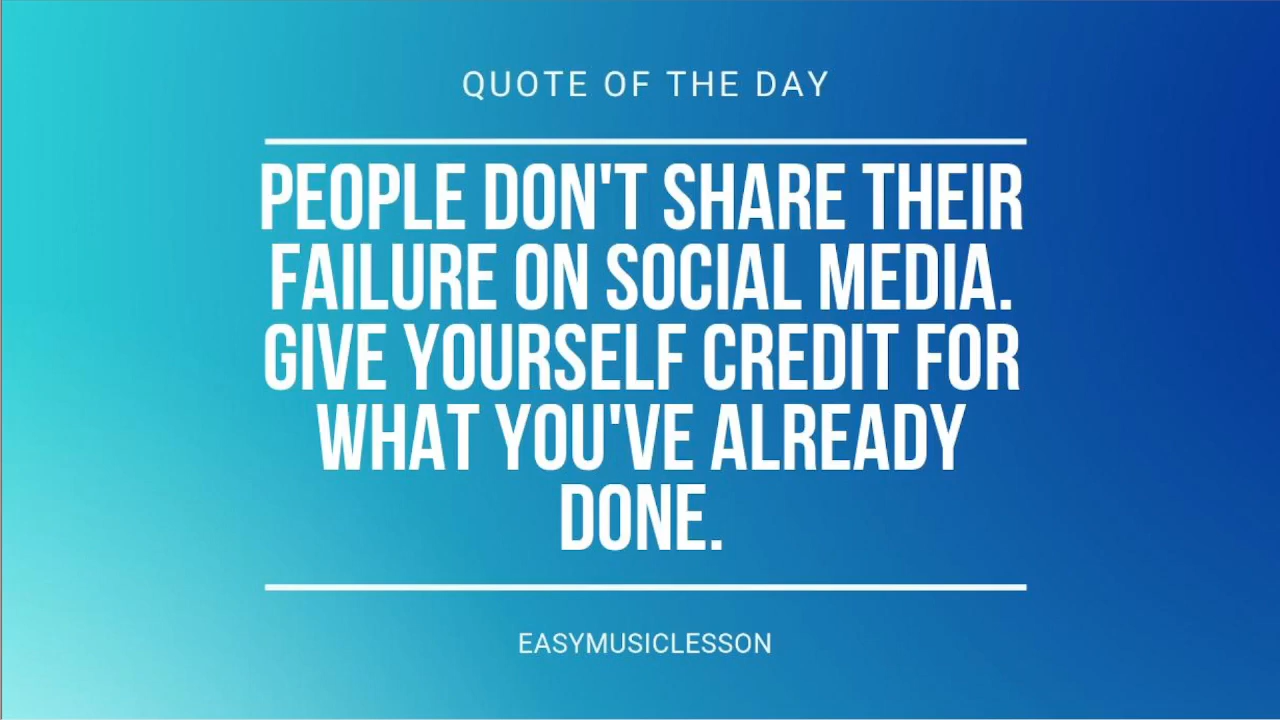 QUOTE OF THE DAY
PEOPLE DON'T SHARE THEIR
FAILURE ON SOCIAL MEDIA.
GIVE YOURSELF CREDIT FOR
WHAT YOU'VE ALREADY
DONE.
EASYMUSICLESSON